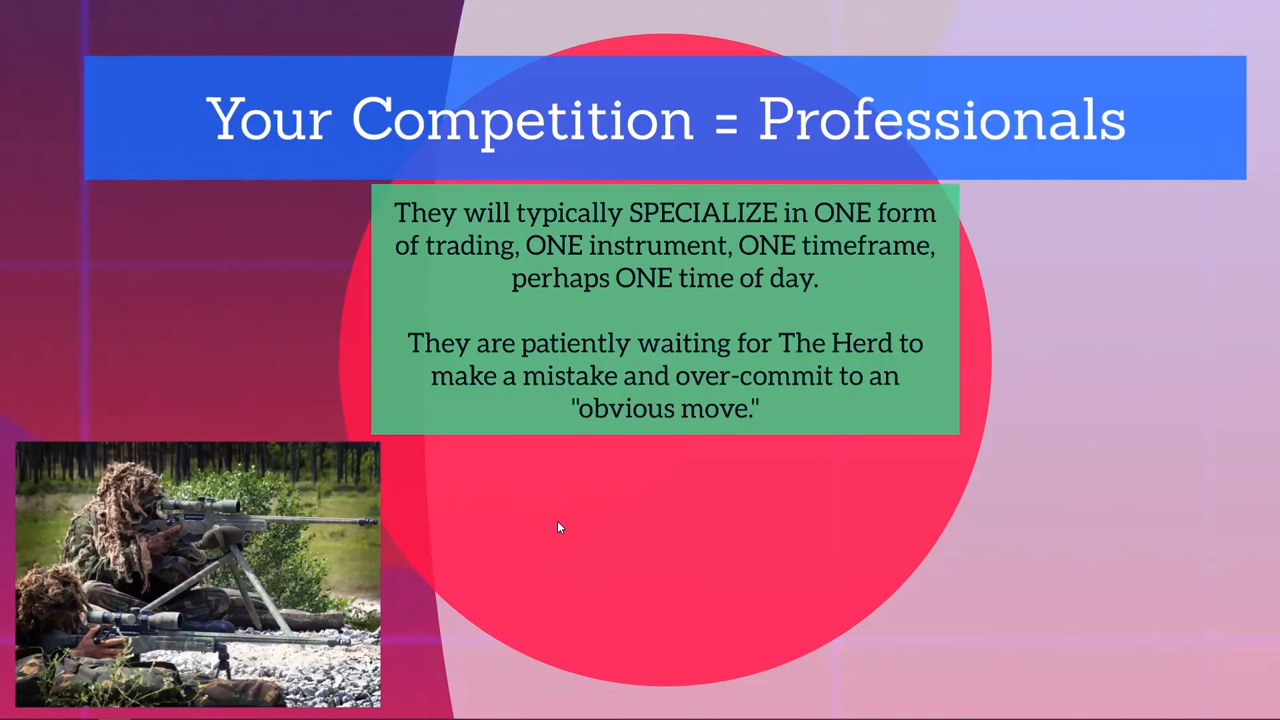 Your Competition = Professionals
They will typically SPECIALIZE in ONE form
of trading, ONE instrument, ONE timeframe,
perhaps ONE time of day.
They are patiently waiting for The Herd to
make a mistake and over-commit to an
"obvious move."